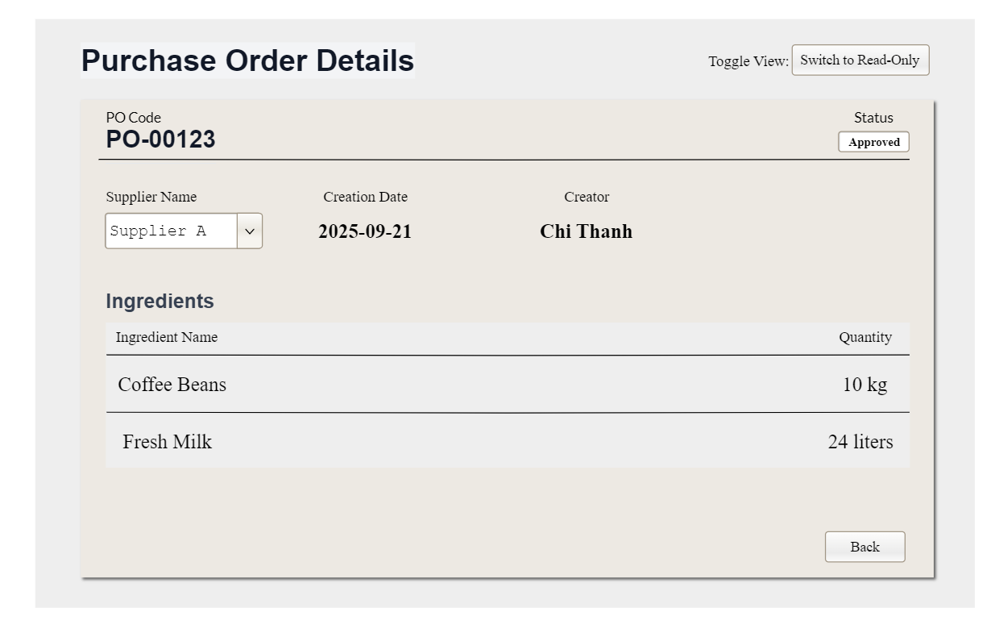 Purchase Order Details
Toggle View: Switch to Read-Only
PO Code
Status
PO-00123
Approved
Supplier Name
Creation Date
Creator
Supplier A
2025-09-21
Chi Thanh
Ingredients
Ingredient Name
Quantity
Coffee Beans
10 kg
Fresh Milk
24 liters
Back